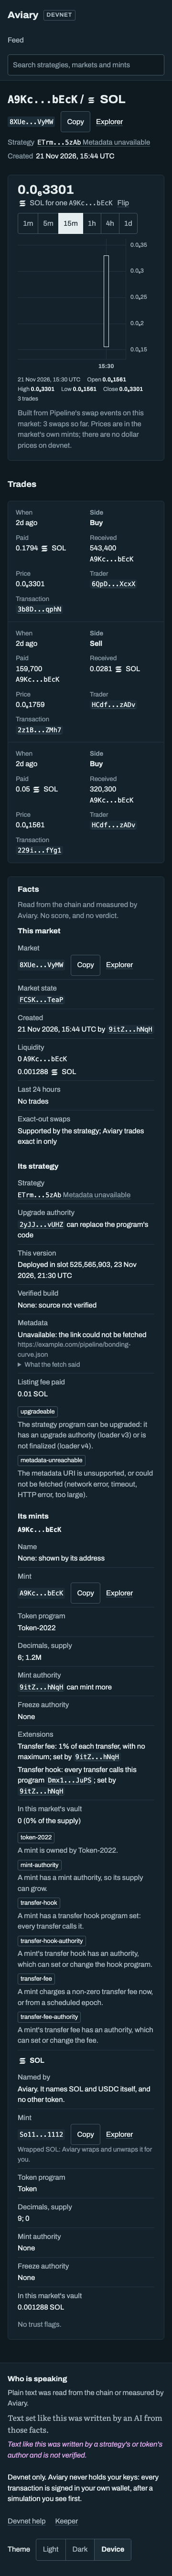 Aviary DEVNET
Feed
Search strategies, markets and mints
A9Kc...bEcK / SOL
8XUe...VyMW Copy Explorer
Strategy ETrm...5zAb Metadata unavailable
Created 21 Nov 2026, 15:44 UTC
0.0₆3301
SOL for one A9Kc...bEcK Flip
1m 5m 15m 1h 4h 1d
0.0₆35
0.0₆3
0.0₆25
0.0₆2
0.0₆15
15:30
21 Nov 2026, 15:30 UTC Open 0.0₆1561
High 0.0₆3301 Low 0.0₆1561 Close 0.0₆3301
3 trades
Built from Pipeline's swap events on this
market: 3 swaps so far. Prices are in the
market's own mints; there are no dollar
prices on devnet.
Trades
When Side
2d ago Buy
Paid Received
0.1794 SOL 543,400
A9Kc...bEcK
Price Trader
0.0₆3301 6QpD...XcxX
Transaction
3b8D...qphN
When Side
2d ago Sell
Paid Received
159,700 0.0281 SOL
A9Kc...bEcK
Price Trader
0.0₆1759 HCdf...zADv
Transaction
2z1B...ZMh7
When Side
2d ago Buy
Paid Received
0.05 SOL 320,300
A9Kc...bEcK
Price Trader
0.0₆1561 HCdf...zADv
Transaction
229i...fYg1
Facts
Read from the chain and measured by
Aviary. No score, and no verdict.
This market
Market
8XUe...VyMW Copy Explorer
Market state
FCSK...TeaP
Created
21 Nov 2026, 15:44 UTC by 9itZ...hNqH
Liquidity
0 A9Kc...bEcK
0.001288 SOL
Last 24 hours
No trades
Exact-out swaps
Supported by the strategy; Aviary trades
exact in only
Its strategy
Strategy
ETrm...5zAb Metadata unavailable
Upgrade authority
2yJJ...vUHZ can replace the program's
code
This version
Deployed in slot 525,565,903, 23 Nov
2026, 21:30 UTC
Verified build
None: source not verified
Metadata
Unavailable: the link could not be fetched
https://example.com/pipeline/bonding-
curve.json
▸ What the fetch said
Listing fee paid
0.01 SOL
upgradeable
The strategy program can be upgraded: it
has an upgrade authority (loader v3) or is
not finalized (loader v4).
metadata-unreachable
The metadata URI is unsupported, or could
not be fetched (network error, timeout,
HTTP error, too large).
Its mints
A9Kc...bEcK
Name
None: shown by its address
Mint
A9Kc...bEcK Copy Explorer
Token program
Token-2022
Decimals, supply
6; 1.2M
Mint authority
9itZ...hNqH can mint more
Freeze authority
None
Extensions
Transfer fee: 1% of each transfer, with no
maximum; set by 9itZ...hNqH
Transfer hook: every transfer calls this
program Dmx1...JuPS; set by
9itZ...hNqH
In this market's vault
0 (0% of the supply)
token-2022
A mint is owned by Token-2022.
mint-authority
A mint has a mint authority, so its supply
can grow.
transfer-hook
A mint has a transfer hook program set:
every transfer calls it.
transfer-hook-authority
A mint's transfer hook has an authority,
which can set or change the hook program.
transfer-fee
A mint charges a non-zero transfer fee now,
or from a scheduled epoch.
transfer-fee-authority
A mint's transfer fee has an authority, which
can set or change the fee.
SOL
Named by
Aviary. It names SOL and USDC itself, and
no other token.
Mint
So11...1112 Copy Explorer
Wrapped SOL: Aviary wraps and unwraps it for
you.
Token program
Token
Decimals, supply
9; 0
Mint authority
None
Freeze authority
None
In this market's vault
0.001288 SOL
No trust flags.
Who is speaking
Plain text was read from the chain or measured by
Aviary.
Text set like this was written by an AI from
those facts.
Text like this was written by a strategy's or token's
author and is not verified.
Devnet only. Aviary never holds your keys: every
transaction is signed in your own wallet, after a
simulation you see first.
Devnet help Keeper
Theme Light Dark Device